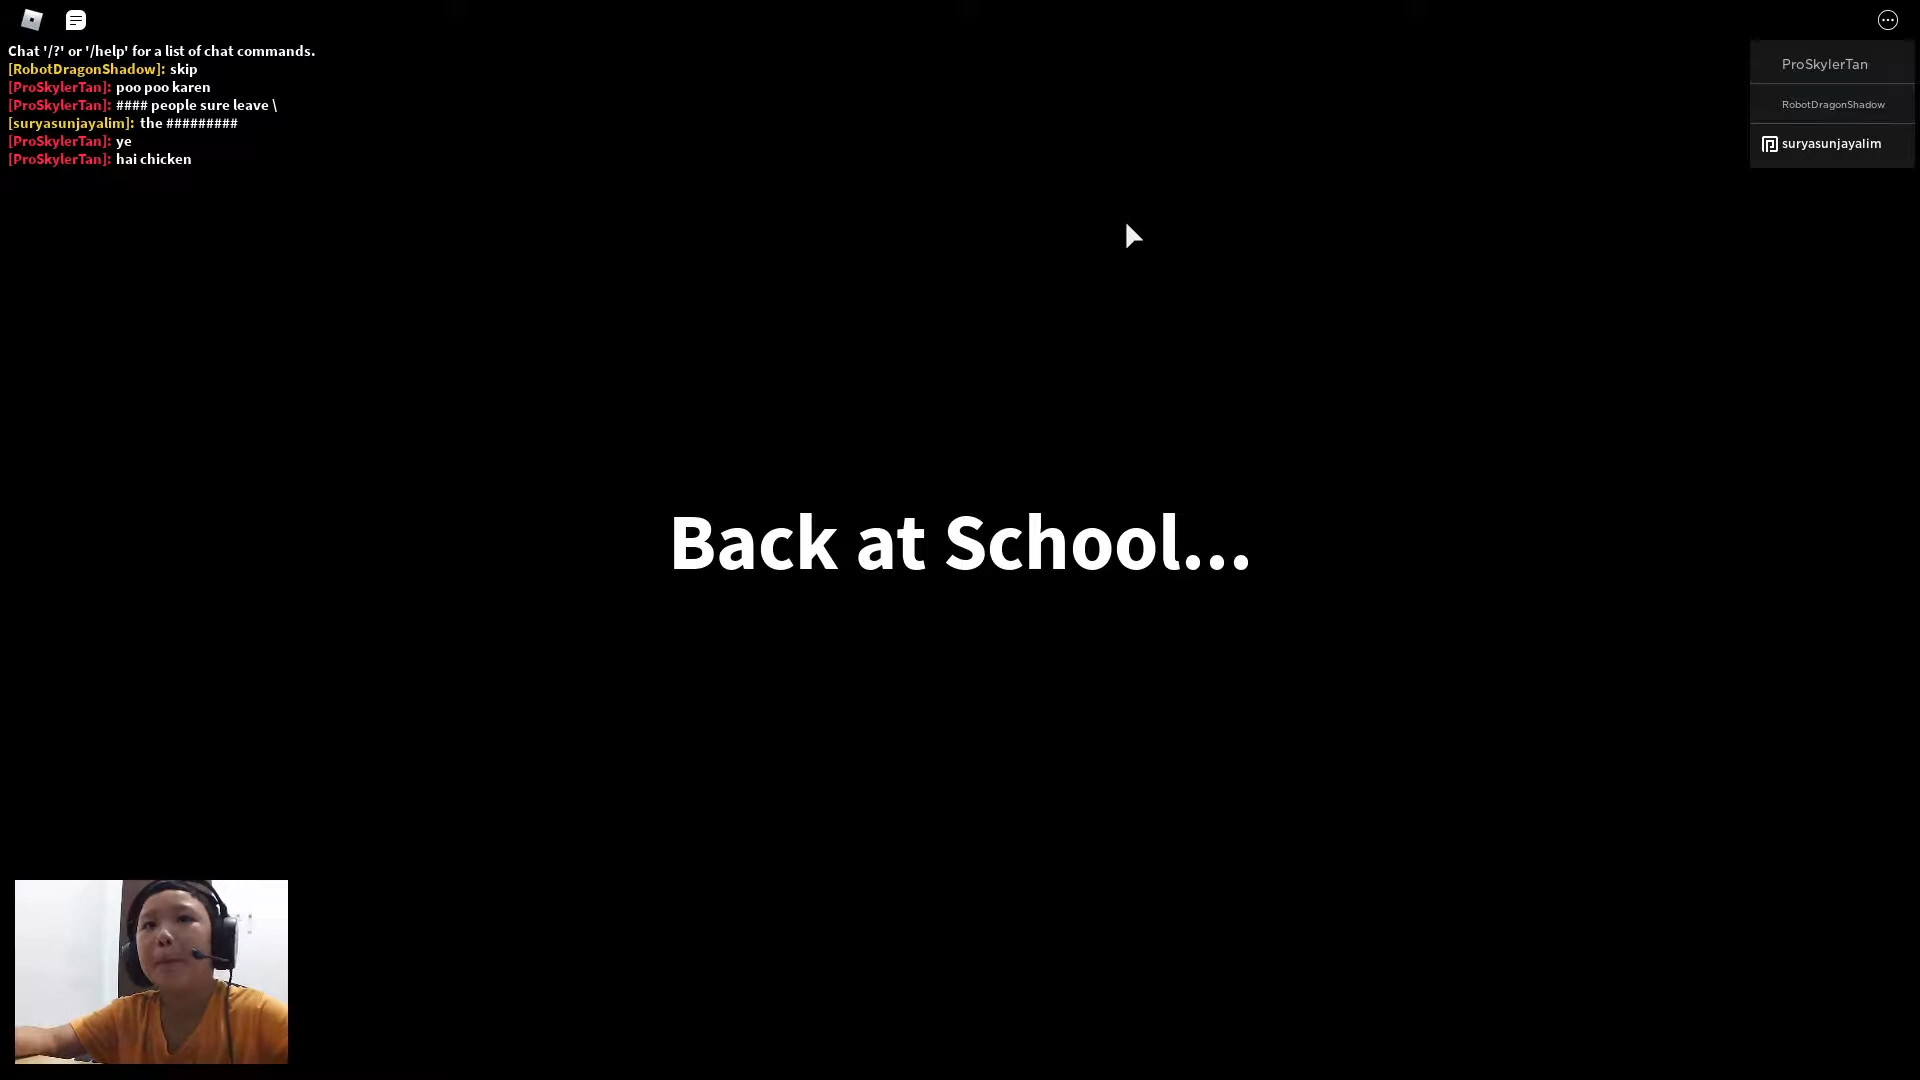 Chat '/?' or '/help' for a list of chat commands.
[RobotDragonShadow]: skip
[ProSkylerTan]: poo poo karen
[ProSkylerTan]: #### people sure leave \
[suryasunjayalim]: the #########
[ProSkylerTan]: ye
[ProSkylerTan]: hai chicken
ProSkylerTan
RobotDragonShadow
suryasunjayalim
Back at School...